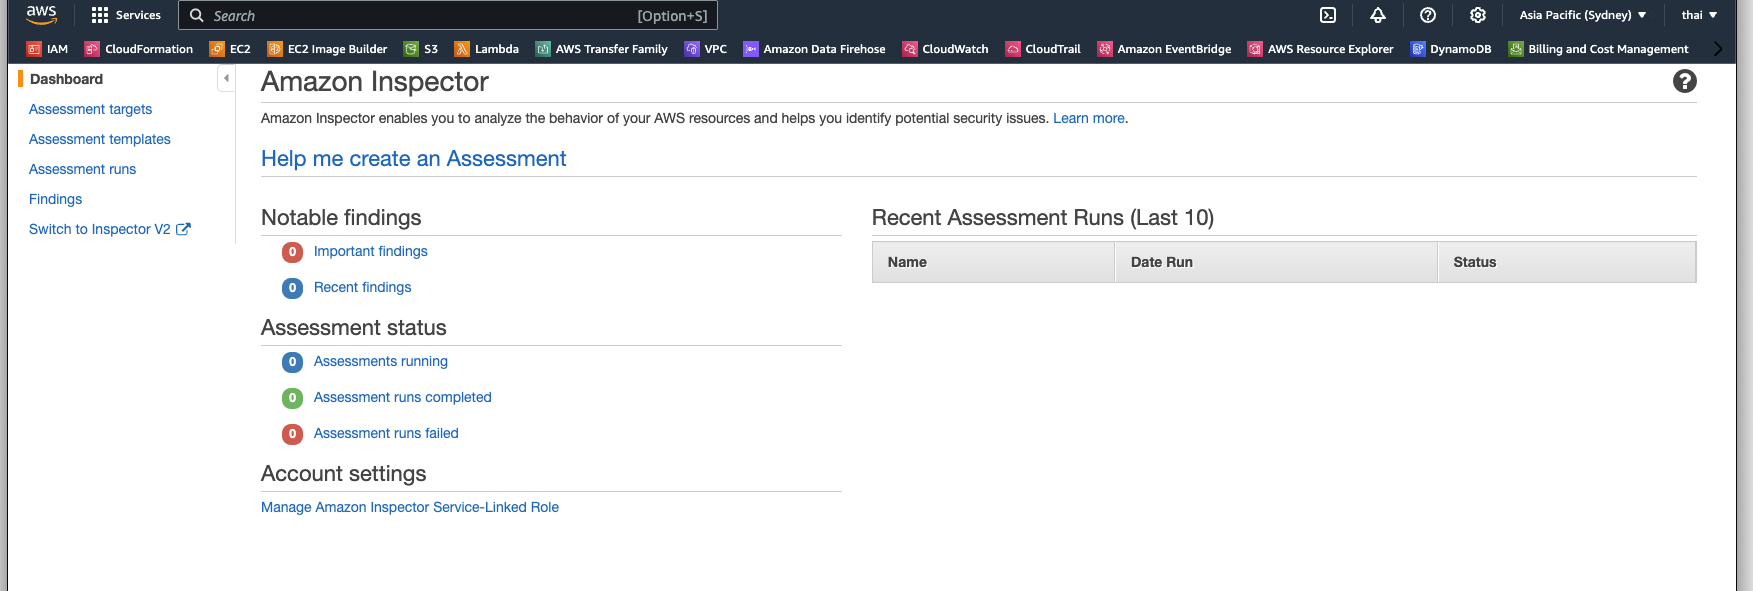 aws Services Search [Option+S] Asia Pacific (Sydney) thai
IAM CloudFormation EC2 EC2 Image Builder S3 Lambda AWS Transfer Family VPC Amazon Data Firehose CloudWatch CloudTrail Amazon EventBridge AWS Resource Explorer DynamoDB Billing and Cost Management
Dashboard
Assessment targets
Assessment templates
Assessment runs
Findings
Switch to Inspector V2
Amazon Inspector
Amazon Inspector enables you to analyze the behavior of your AWS resources and helps you identify potential security issues. Learn more.
Help me create an Assessment
Notable findings
0 Important findings
0 Recent findings
Assessment status
0 Assessments running
0 Assessment runs completed
0 Assessment runs failed
Account settings
Manage Amazon Inspector Service-Linked Role
Recent Assessment Runs (Last 10)
Name Date Run Status